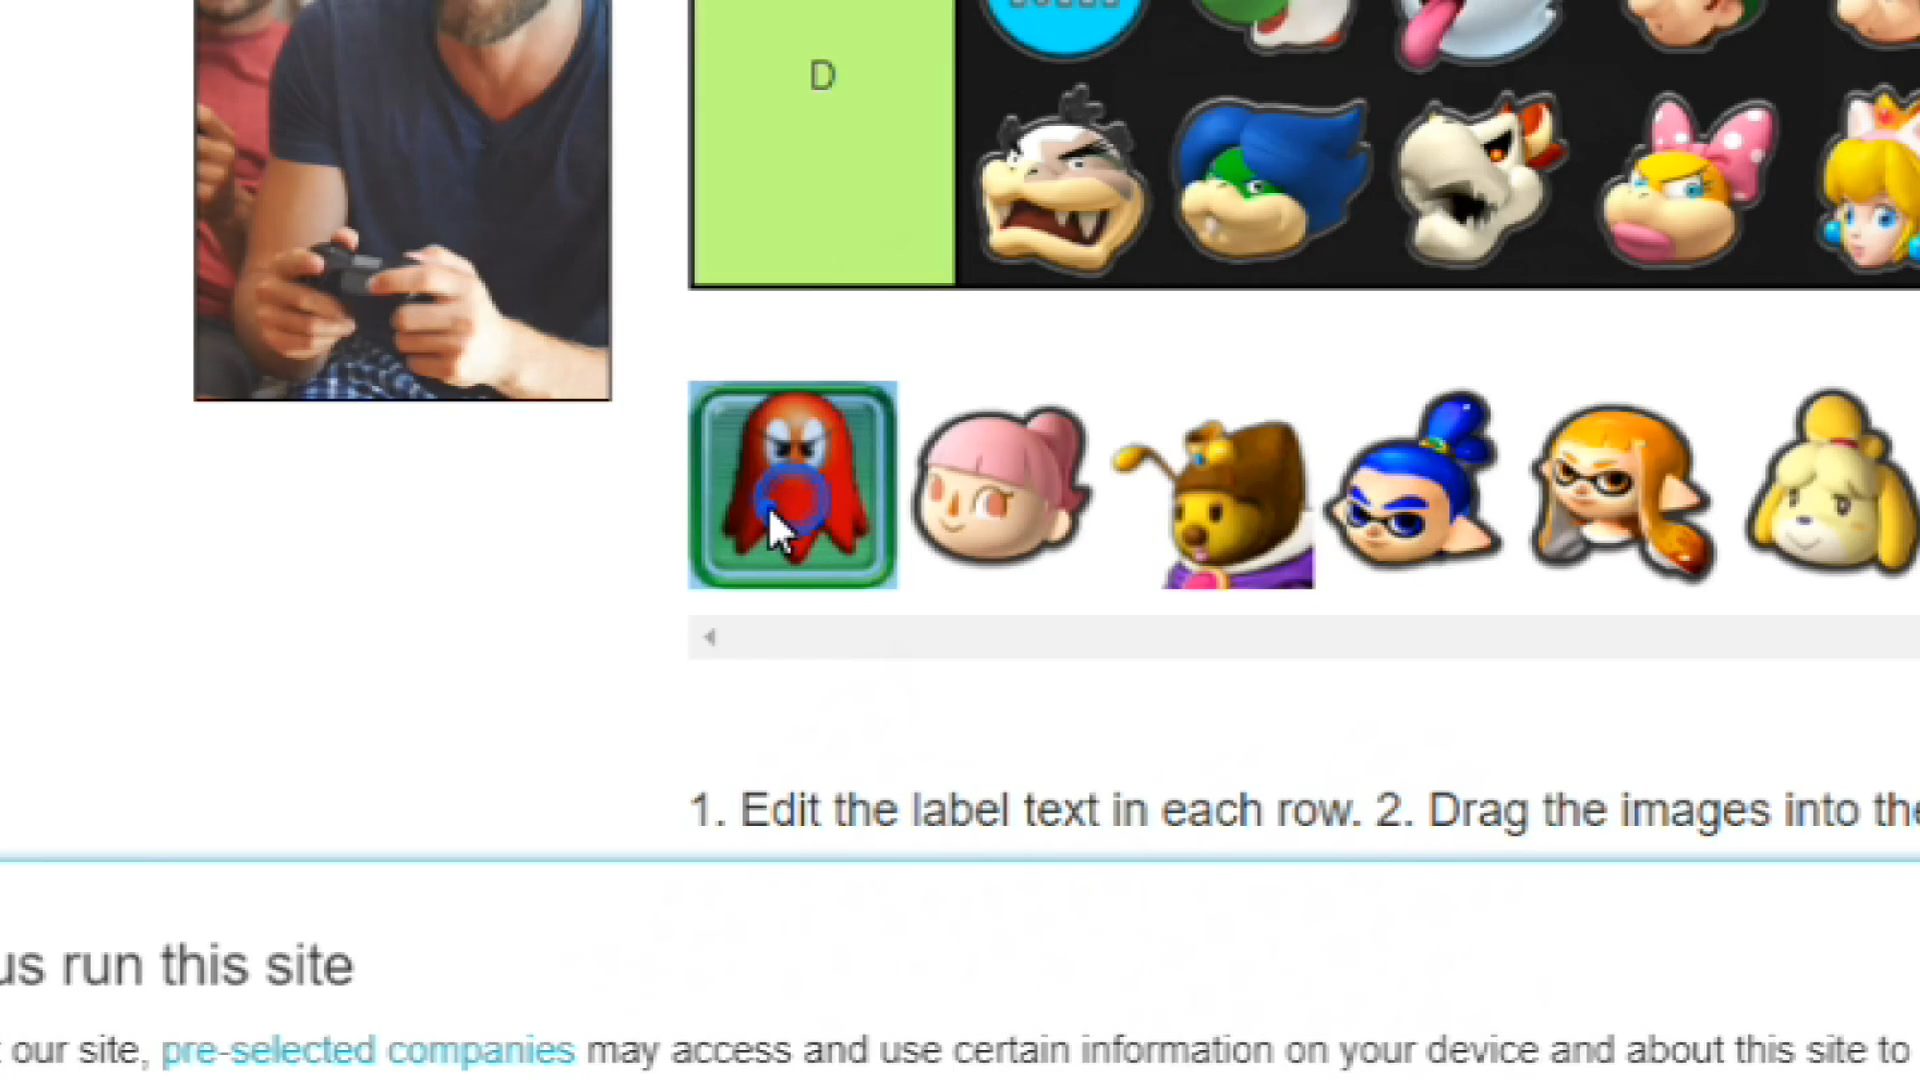 D
1. Edit the label text in each row. 2. Drag the images into the
us run this site
our site, pre-selected companies may access and use certain information on your device and about this site to